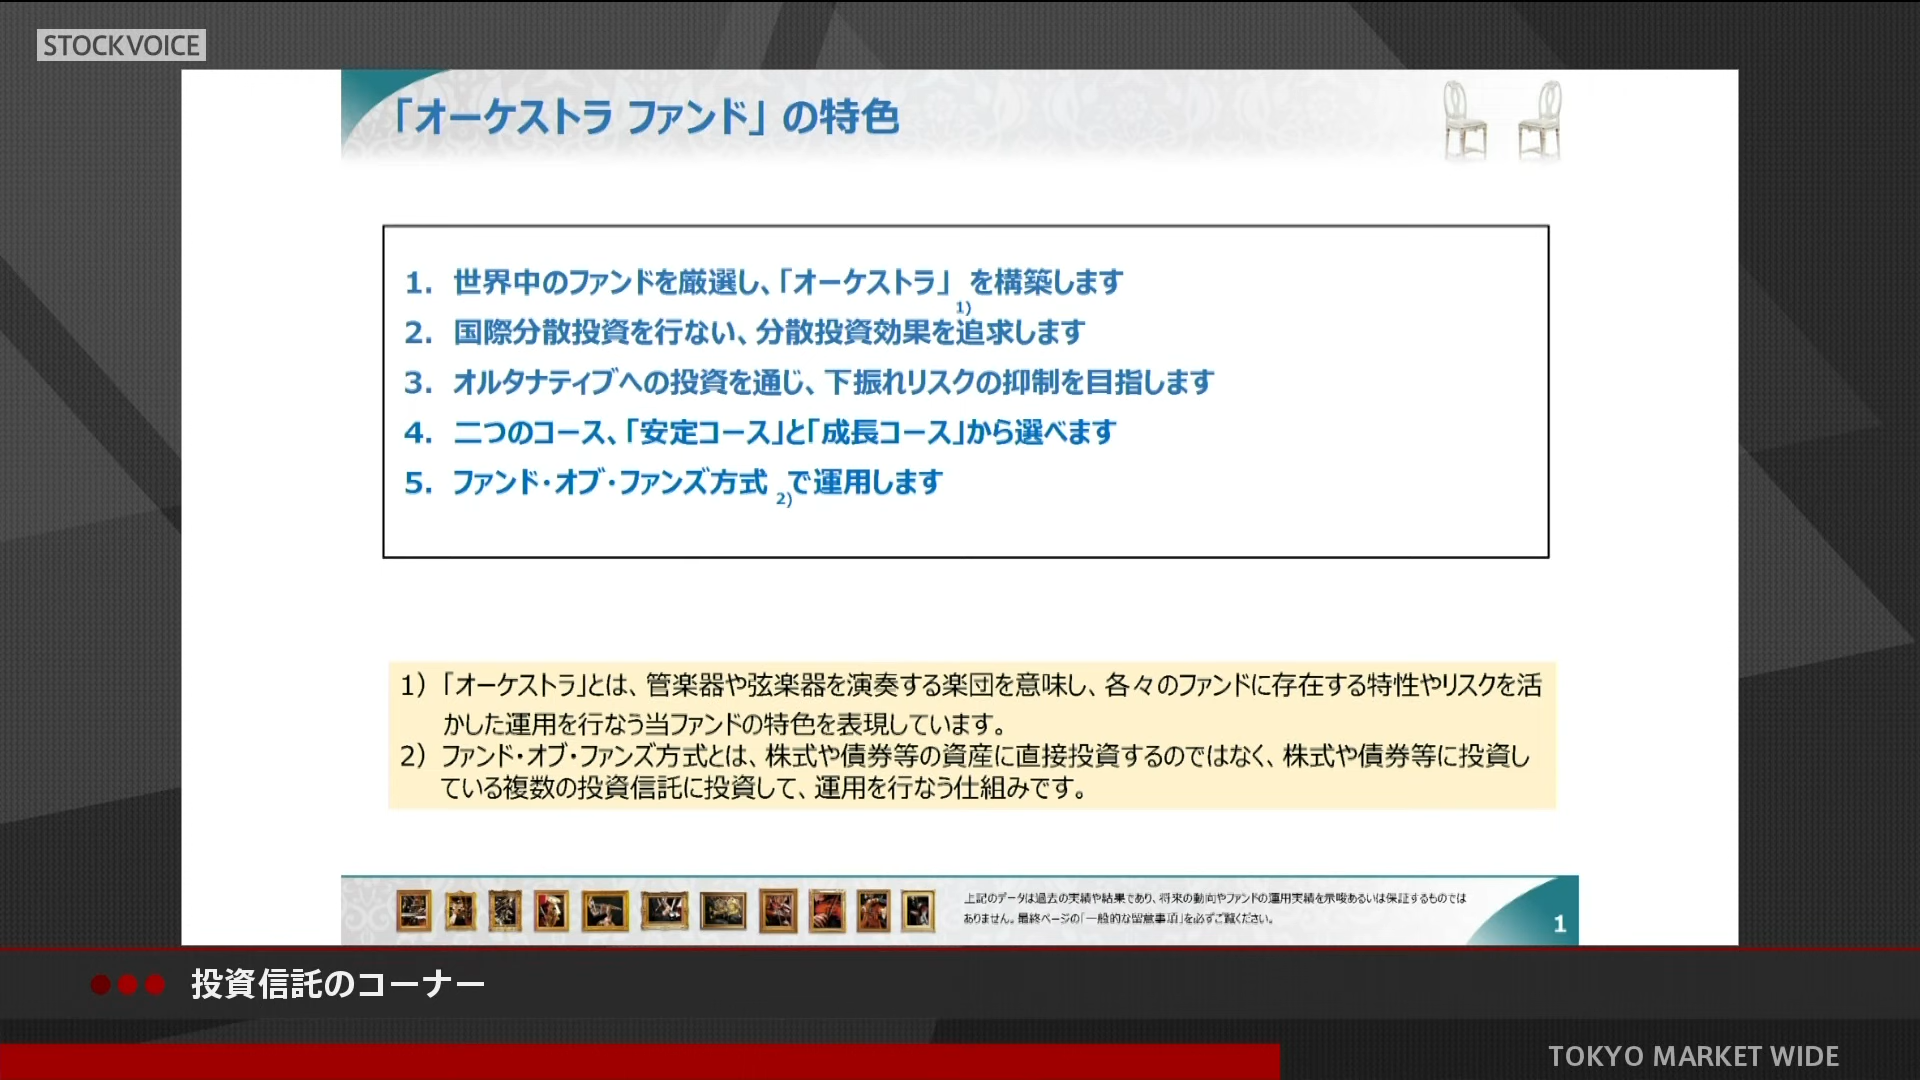 STOCKVOICE
「オーケストラ ファンド」 の特色
1. 世界中のファンドを厳選し、「オーケストラ」 を構築します
1)
2. 国際分散投資を行ない、分散投資効果を追求します
3. オルタナティブへの投資を通じ、下振れリスクの抑制を目指します
4. 二つのコース、「安定コース」と「成長コース」から選べます
5. ファンド・オブ・ファンズ方式 2)で運用します
1)「オーケストラ」とは、管楽器や弦楽器を演奏する楽団を意味し、各々のファンドに存在する特性やリスクを活
かした運用を行なう当ファンドの特色を表現しています。
2) ファンド・オブ・ファンズ方式とは、株式や債券等の資産に直接投資するのではなく、株式や債券等に投資し
ている複数の投資信託に投資して、運用を行なう仕組みです。
上記のデータは過去の実績や結果であり、将来の動向やファンドの運用実績を示唆あるいは保証するものでは
ありません。最終ページの「一般的な留意事項」を必ずご覧ください。
1
投資信託のコーナー
TOKYO MARKET WIDE